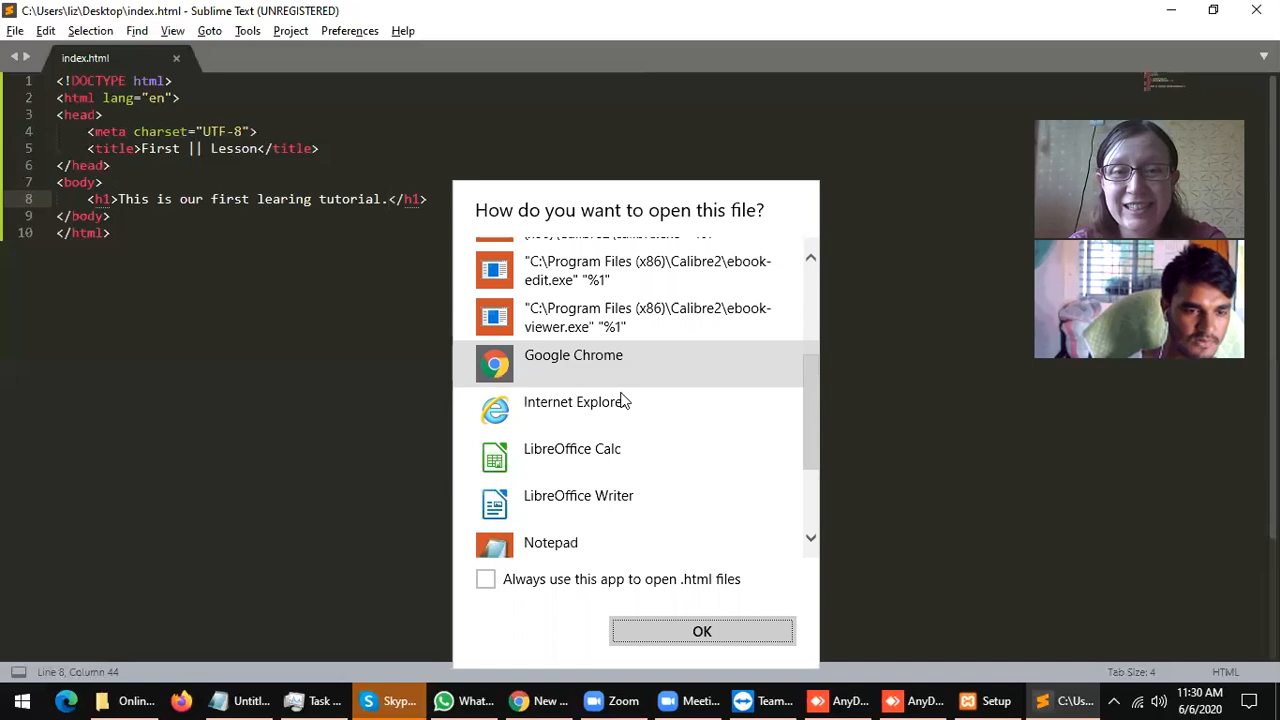 C:\Users\liz\Desktop\index.html - Sublime Text (UNREGISTERED)
File Edit Selection Find View Goto Tools Project Preferences Help
index.html
1 <!DOCTYPE html>
2 <html lang="en">
3 <head>
4 <meta charset="UTF-8">
5 <title>First || Lesson</title>
6 </head>
7 <body>
8 <h1>This is our first learing tutorial.</h1>
9 </body>
10 </html>
How do you want to open this file?
"C:\Program Files (x86)\Calibre2\ebook-
edit.exe" "%1"
"C:\Program Files (x86)\Calibre2\ebook-
viewer.exe" "%1"
Google Chrome
Internet Explorer
LibreOffice Calc
LibreOffice Writer
Notepad
Always use this app to open .html files
OK
Line 8, Column 44
Tab Size: 4 HTML
Onlin... Untitl... Task ... Skyp... What... New ... Zoom Meeti... Team... AnyD... AnyD... Setup C:\Us...
11:30 AM
6/6/2020